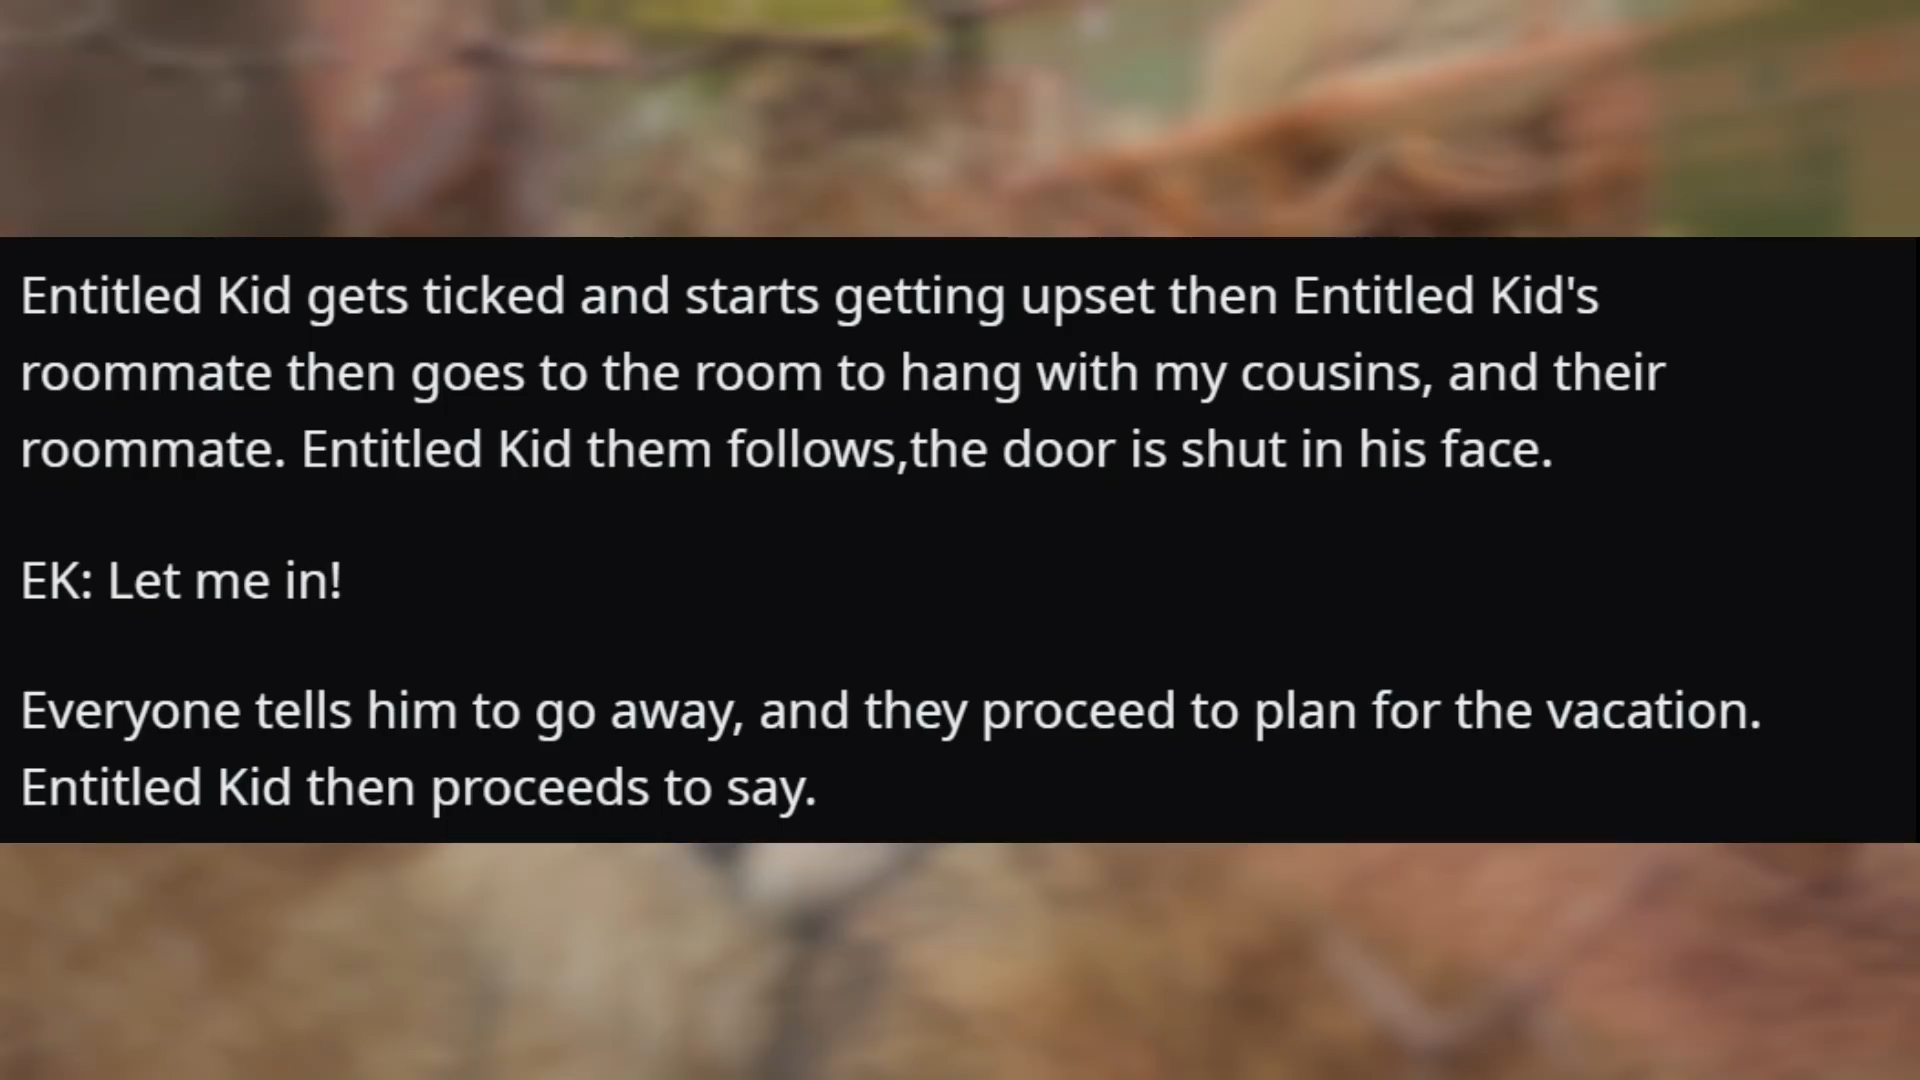 Entitled Kid gets ticked and starts getting upset then Entitled Kid's
roommate then goes to the room to hang with my cousins, and their
roommate. Entitled Kid them follows,the door is shut in his face.
EK: Let me in!
Everyone tells him to go away, and they proceed to plan for the vacation.
Entitled Kid then proceeds to say.